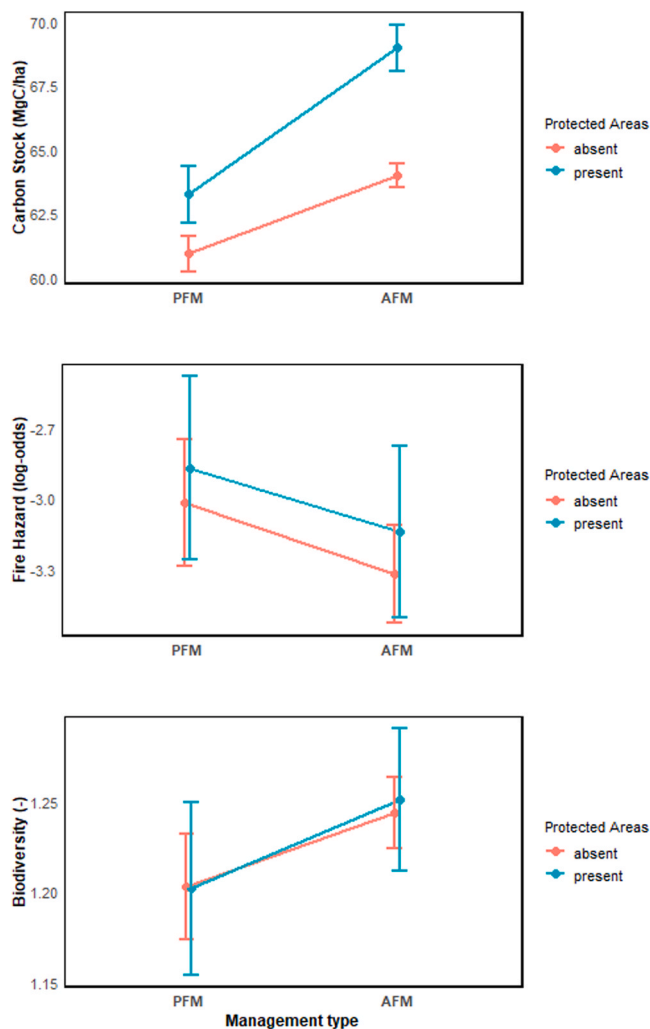 Carbon Stock (MgC/ha)
70.0
67.5
65.0
62.5
60.0
PFM
AFM
Protected Areas
absent
present
Fire Hazard (log-odds)
-2.7
-3.0
-3.3
PFM
AFM
Protected Areas
absent
present
Biodiversity (-)
1.25
1.20
1.15
PFM
AFM
Management type
Protected Areas
absent
present